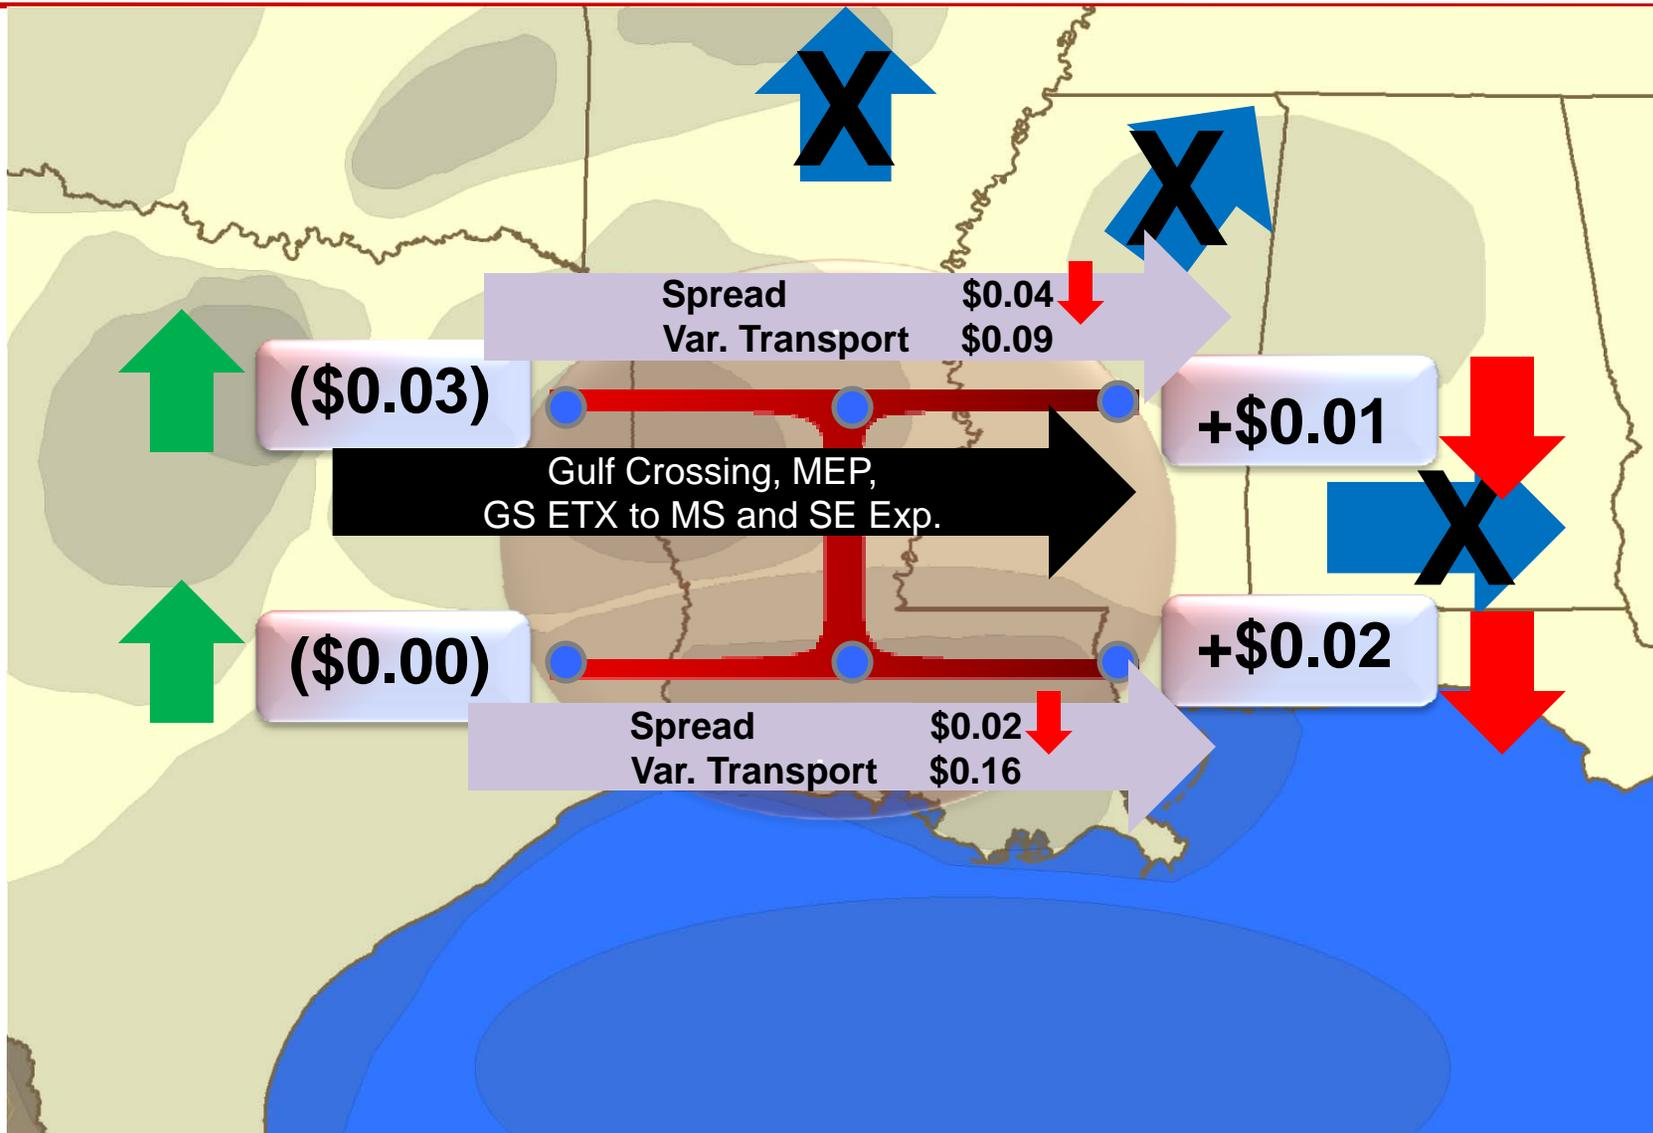 X
X
Spread $0.04
Var. Transport $0.09
($0.03)
+$0.01
Gulf Crossing, MEP,
GS ETX to MS and SE Exp.
X
($0.00)
+$0.02
Spread $0.02
Var. Transport $0.16